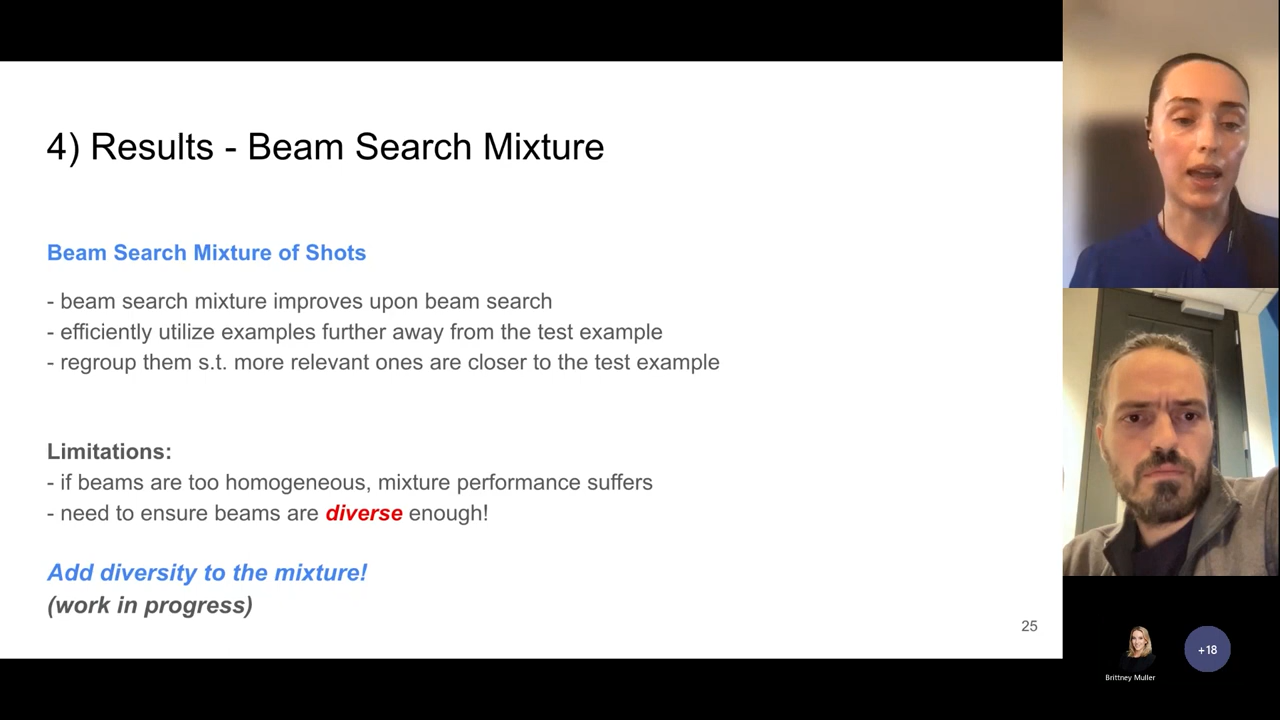 4) Results - Beam Search Mixture
Beam Search Mixture of Shots
- beam search mixture improves upon beam search
- efficiently utilize examples further away from the test example
- regroup them s.t. more relevant ones are closer to the test example
Limitations:
- if beams are too homogeneous, mixture performance suffers
- need to ensure beams are diverse enough!
Add diversity to the mixture!
(work in progress)
25
+18
Brittney Muller